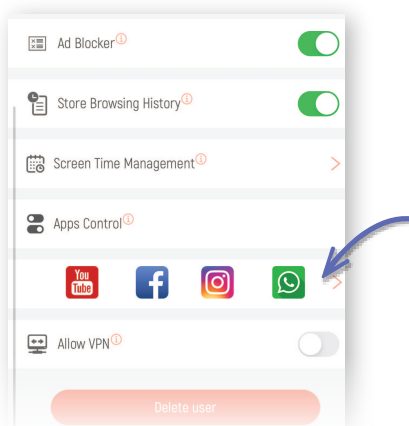 Ad Blocker
Store Browsing History
Screen Time Management
Apps Control
You
Tube
Allow VPN
Delete user